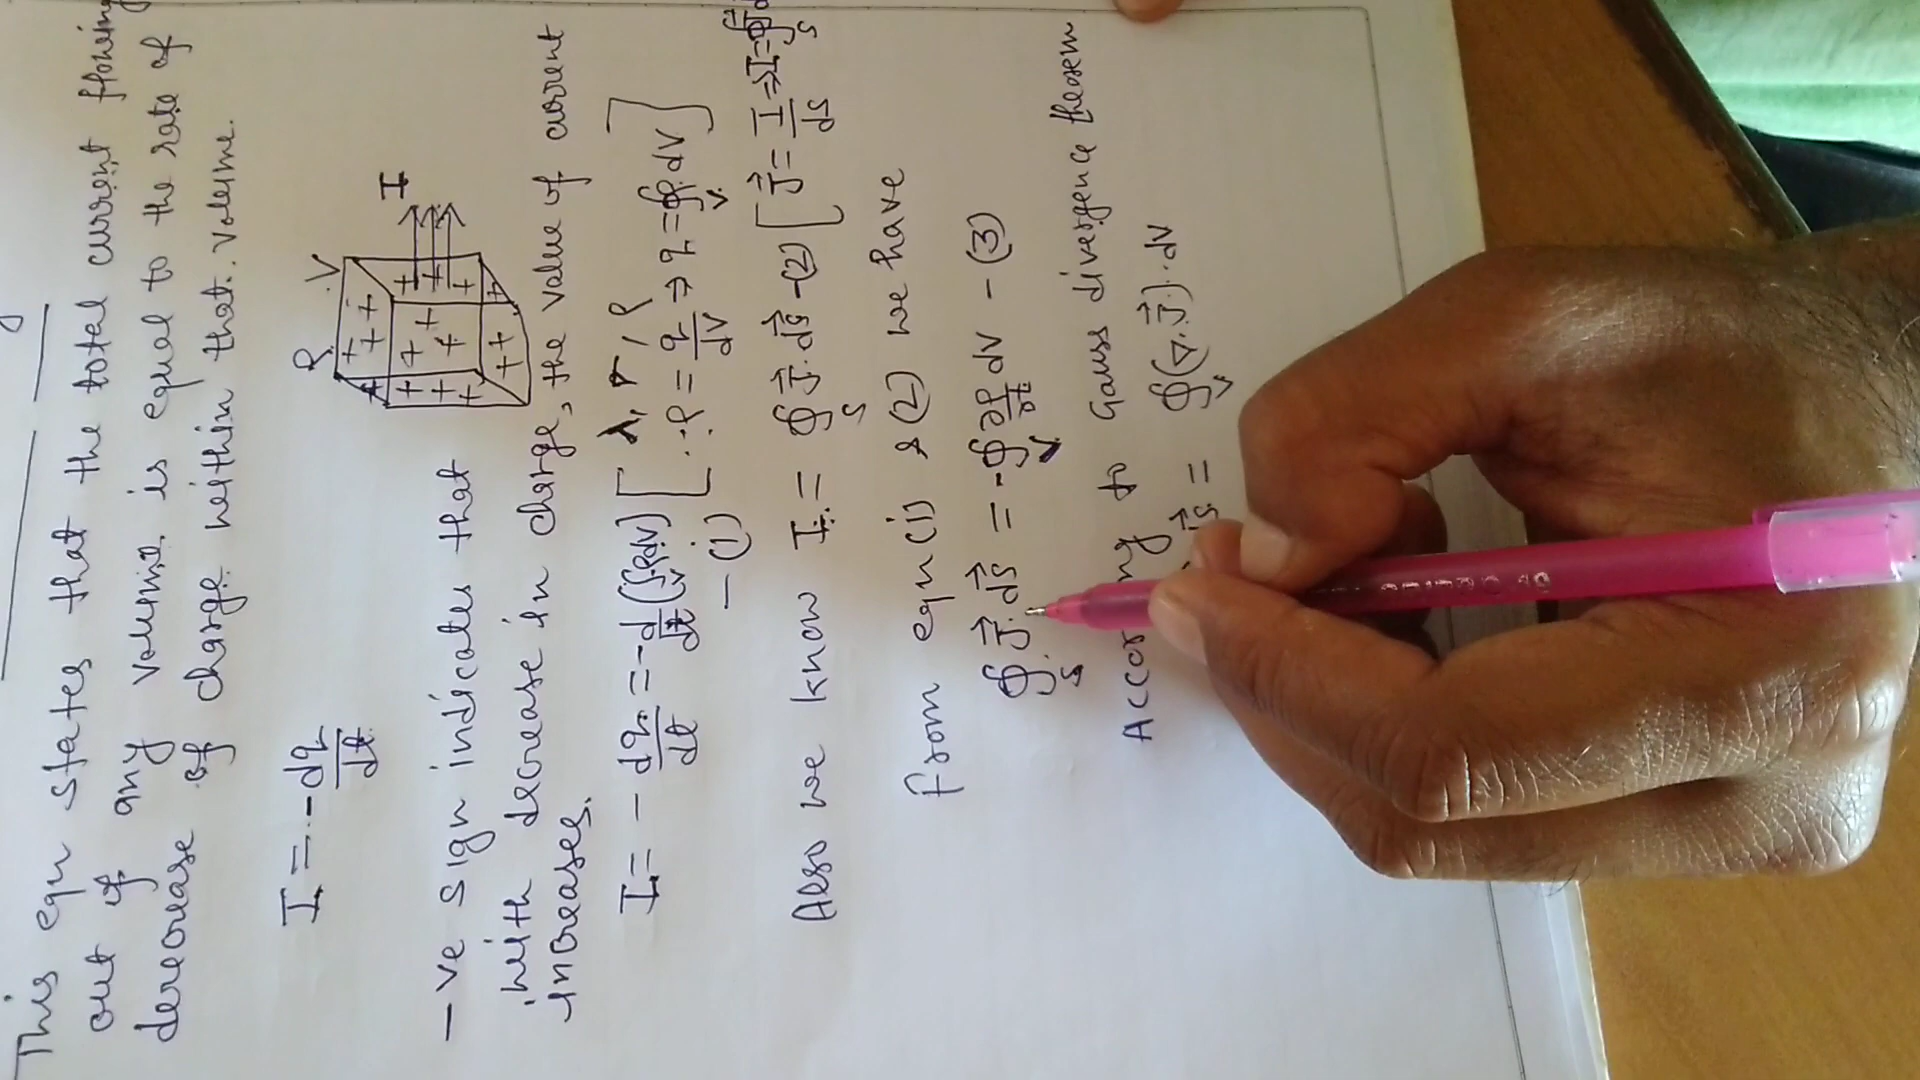 This equn states that the total current flowing
out of any volume, is equal to the rate of
decrease of charge within that volume.
I = - dq/dt
R V
I
-ve sign indicates that
with decrease in charge, the value of current
increases.
λ, σ, ρ
I = - dq/dt = - d/dt (∫v ρdV) [∵ ρ = q/dV ⇒ q = ∮v ρ.dV]
- (1)
Also we know I = ∮s J⃗.ds⃗ - (2) [J⃗ = I/ds ⇒ I =
from equn (1) & (2) we have
∮s J⃗.ds⃗ = - ∮v ∂ρ/∂t dV - (3)
to Gauss divergence theorem
ds⃗ = ∮v (∇.J⃗).dV